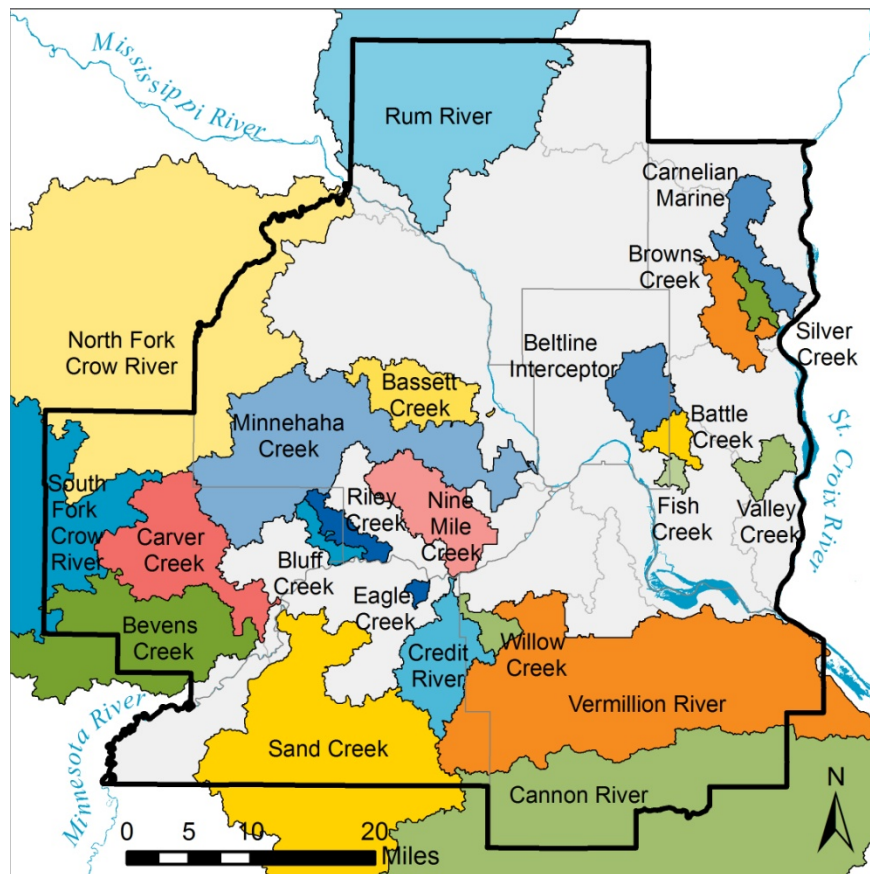 Mississippi River
Rum River
Carnelian
Marine
Browns
Creek
North Fork
Crow River
Beltline
Interceptor
Silver
Creek
Bassett
Creek
Minnehaha
Creek
Battle
Creek
St. Croix River
South
Fork
Crow
River
Riley
Creek
Nine
Mile
Creek
Carver
Creek
Fish
Creek
Valley
Creek
Bluff
Creek
Eagle
Creek
Bevens
Creek
Willow
Creek
Credit
River
Vermillion River
Sand Creek
Minnesota River
Cannon River
N
0 5 10 20
Miles